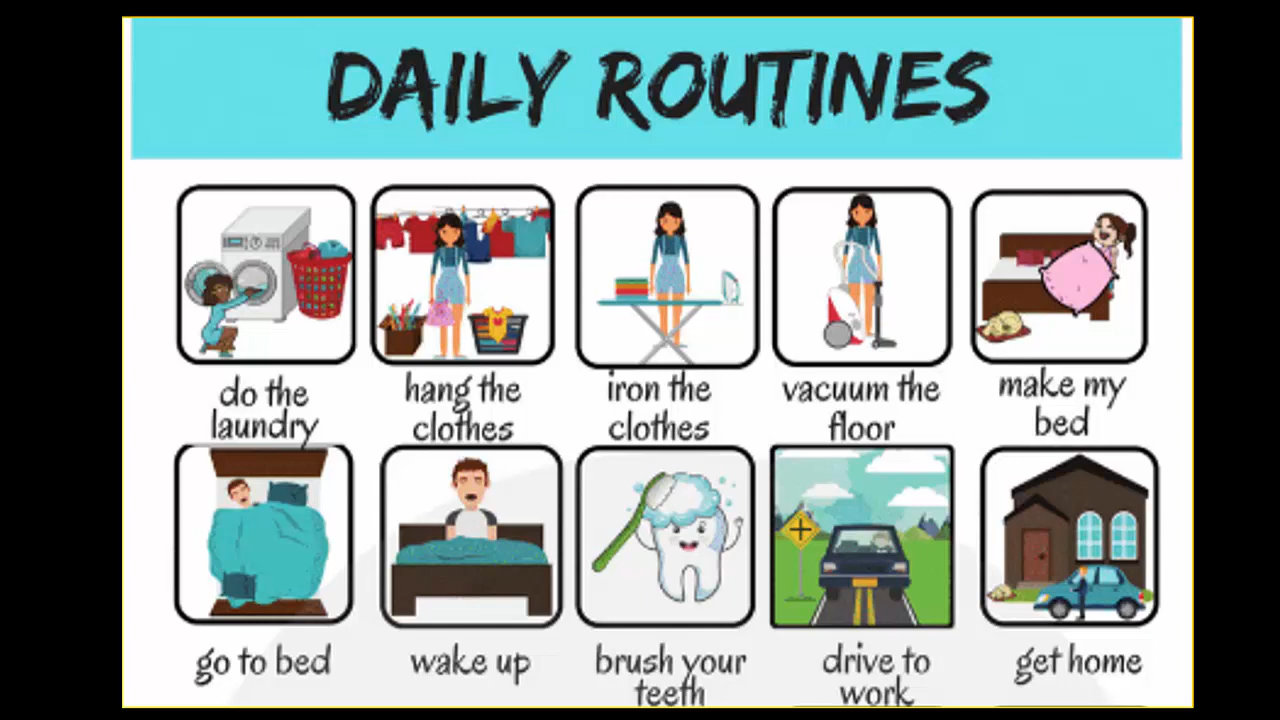 DAILY ROUTINES
do the
laundry
hang the
clothes
iron the
clothes
vacuum the
floor
make my
bed
go to bed
wake up
brush your
teeth
drive to
work
get home